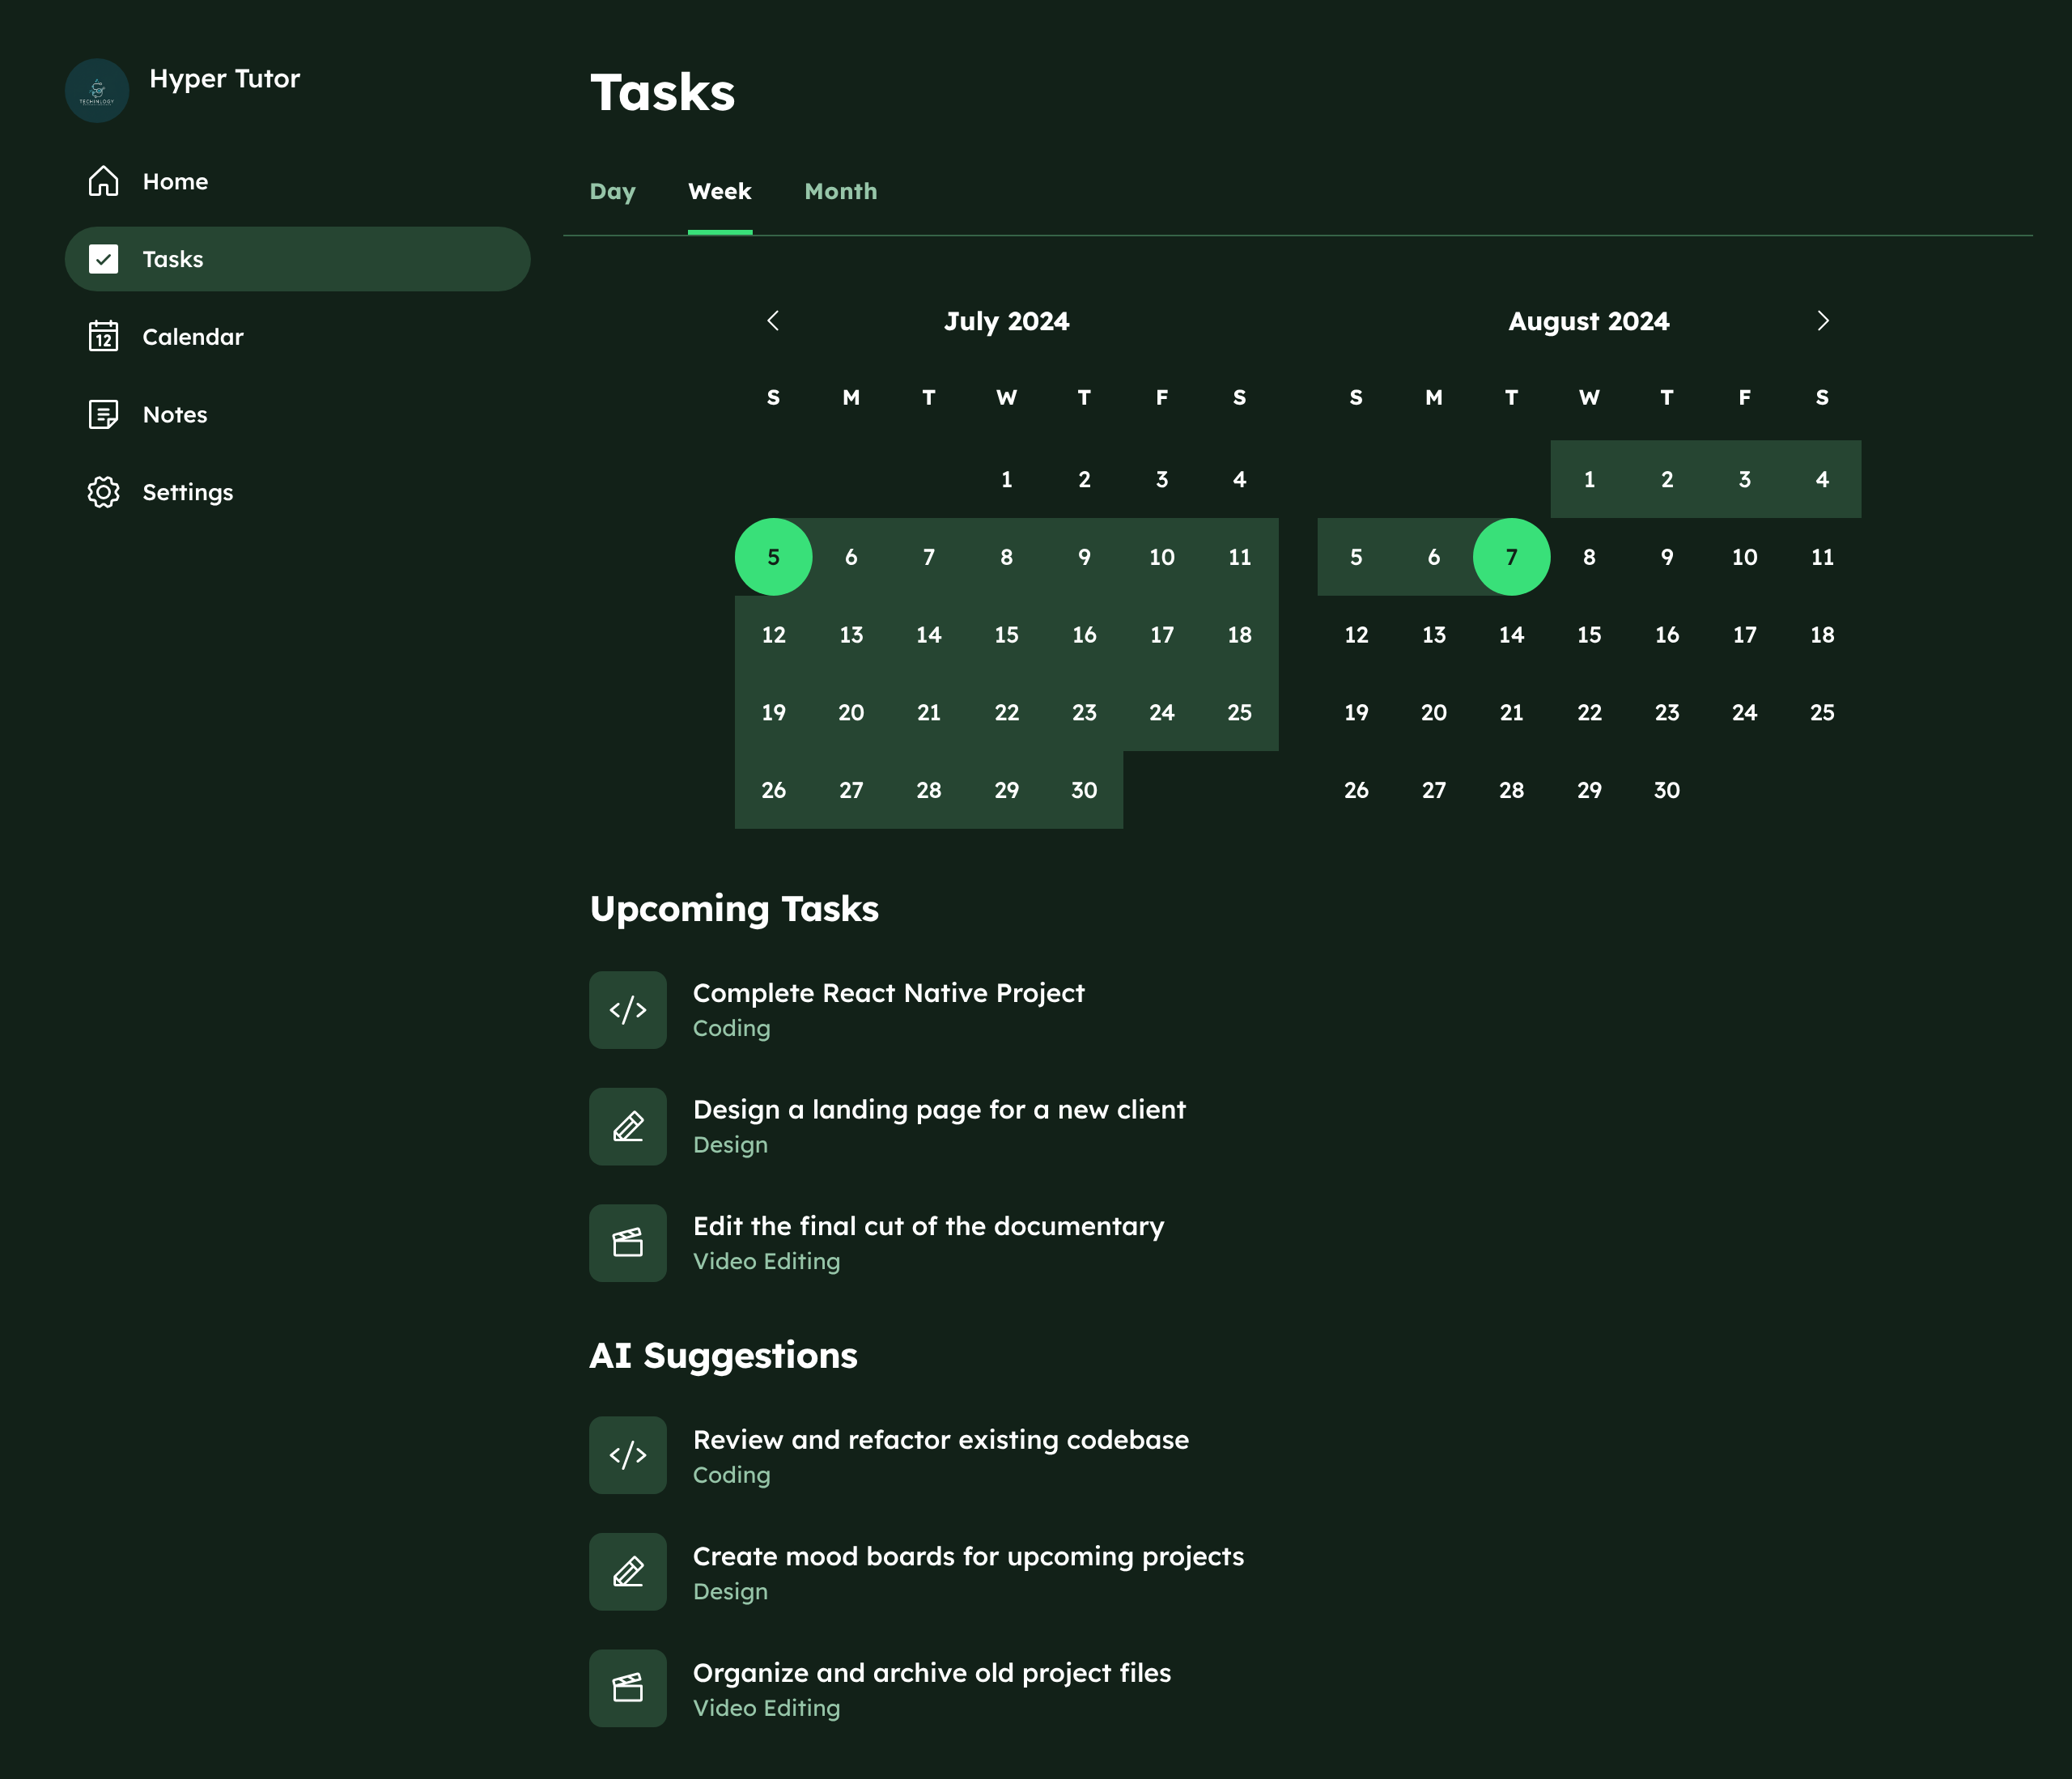 Hyper Tutor
TECHINLOGY
Home
Tasks
12
Calendar
Notes
Settings
Tasks
Day Week Month
July 2024
S M T W T F S
1 2 3 4
5 6 7 8 9 10 11
12 13 14 15 16 17 18
19 20 21 22 23 24 25
26 27 28 29 30
August 2024
S M T W T F S
1 2 3 4
5 6 7 8 9 10 11
12 13 14 15 16 17 18
19 20 21 22 23 24 25
26 27 28 29 30
Upcoming Tasks
Complete React Native Project
Coding
Design a landing page for a new client
Design
Edit the final cut of the documentary
Video Editing
AI Suggestions
Review and refactor existing codebase
Coding
Create mood boards for upcoming projects
Design
Organize and archive old project files
Video Editing